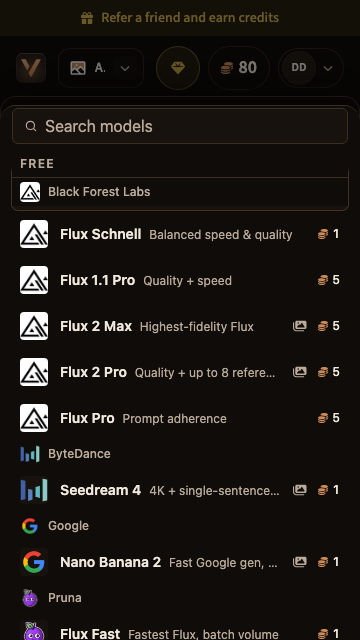 Refer a friend and earn credits
A.
80
DD
Search models
FREE
Black Forest Labs
Flux Schnell Balanced speed & quality 1
Flux 1.1 Pro Quality + speed 5
Flux 2 Max Highest-fidelity Flux 5
Flux 2 Pro Quality + up to 8 refere... 5
Flux Pro Prompt adherence 5
ByteDance
Seedream 4 4K + single-sentence... 1
Google
Nano Banana 2 Fast Google gen, ... 1
Pruna
Flux Fast Fastest Flux, batch volume 1